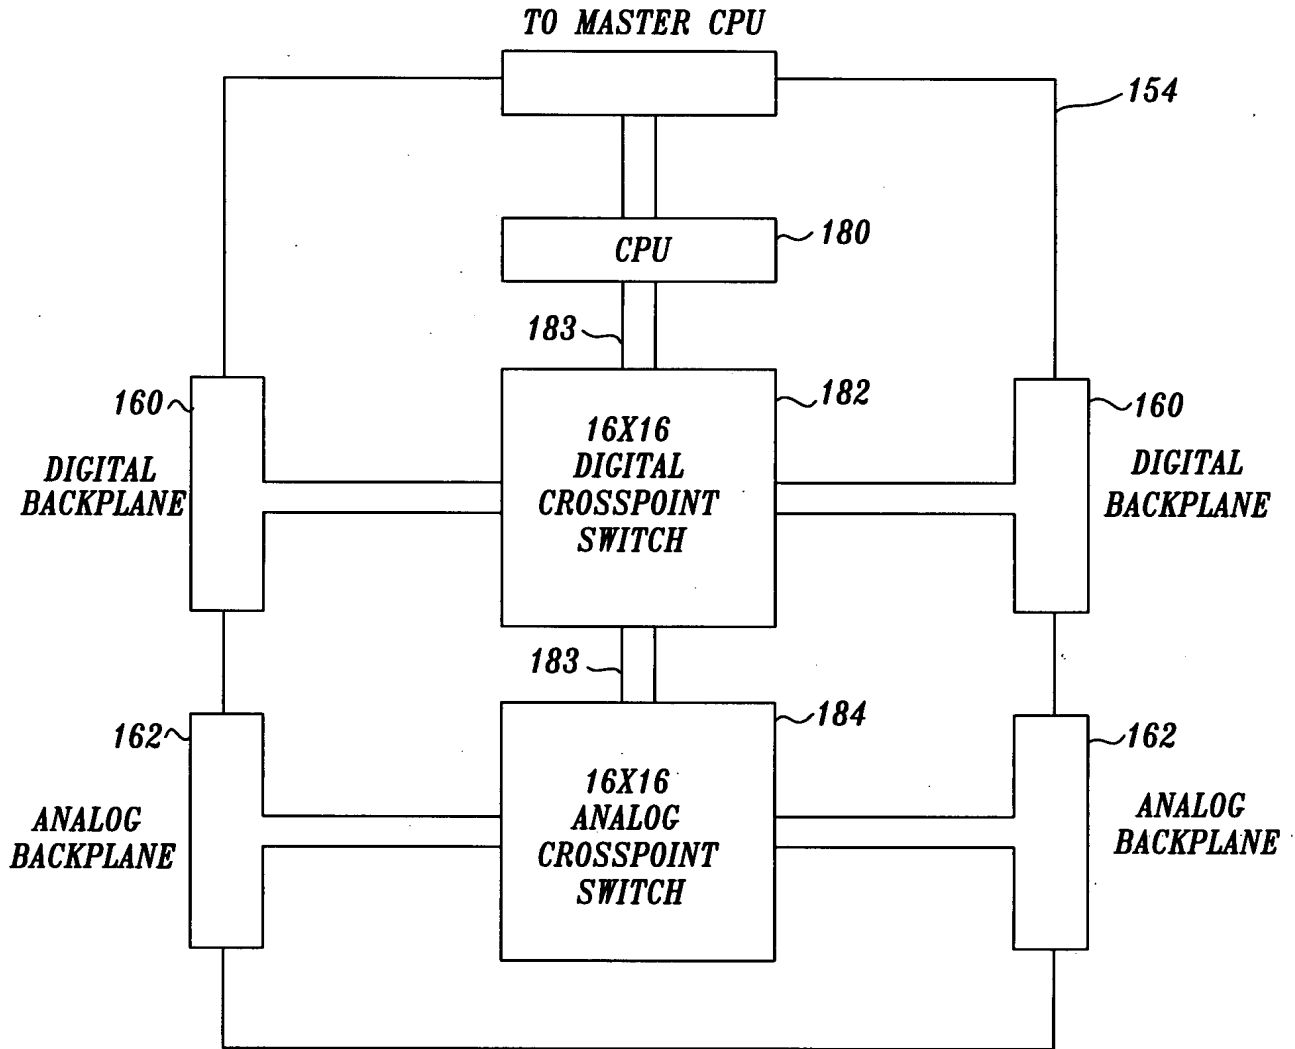 TO MASTER CPU
154
CPU
180
183
160
DIGITAL
BACKPLANE
16X16
DIGITAL
CROSSPOINT
SWITCH
182
160
DIGITAL
BACKPLANE
183
162
ANALOG
BACKPLANE
16X16
ANALOG
CROSSPOINT
SWITCH
184
162
ANALOG
BACKPLANE